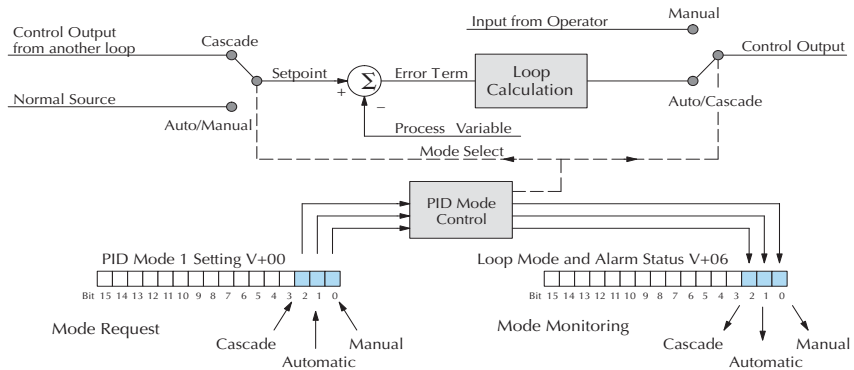 Control Output
from another loop
Cascade
Input from Operator
Manual
Control Output
Setpoint
+
Σ
−
Error Term
Loop
Calculation
Normal Source
Auto/Manual
Auto/Cascade
Process Variable
Mode Select
PID Mode
Control
PID Mode 1 Setting V+00
Bit 15 14 13 12 11 10 9 8 7 6 5 4 3 2 1 0
Mode Request
Cascade
Automatic
Manual
Loop Mode and Alarm Status V+06
Bit 15 14 13 12 11 10 9 8 7 6 5 4 3 2 1 0
Mode Monitoring
Cascade
Automatic
Manual